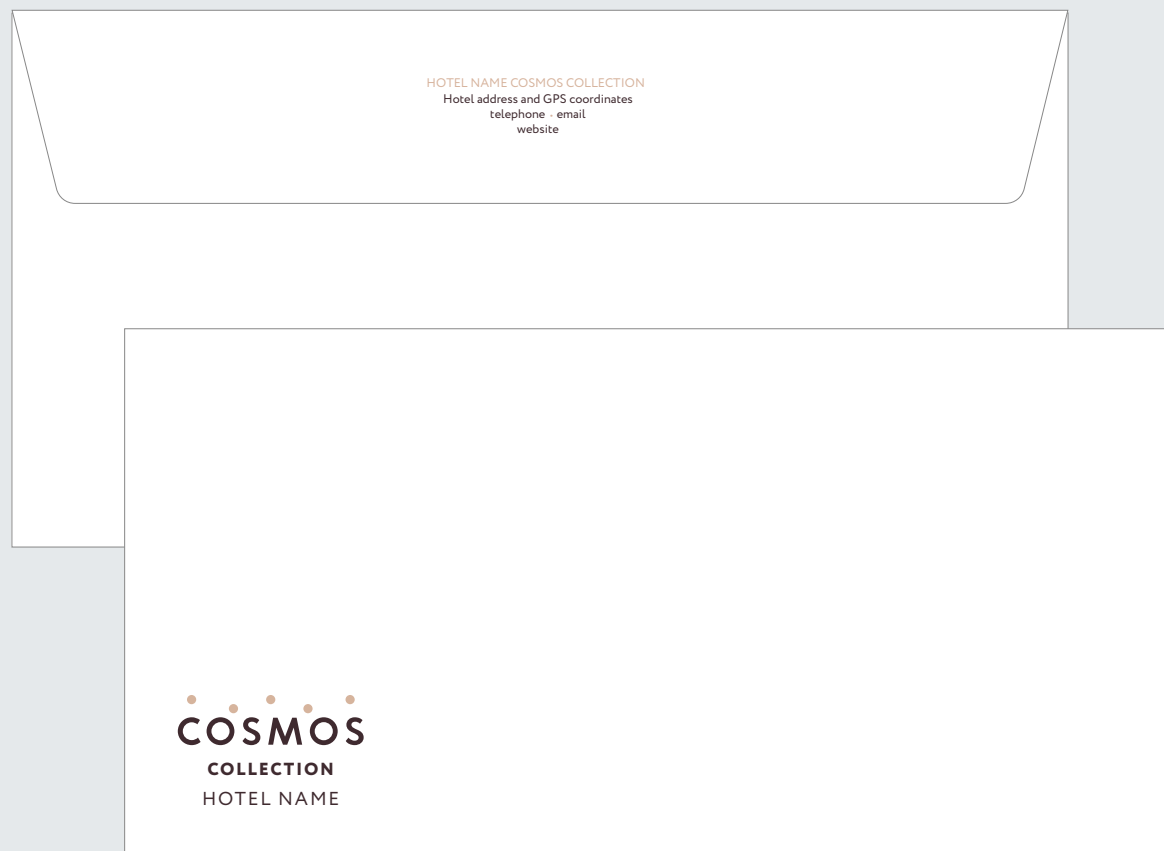 HOTEL NAME COSMOS COLLECTION
Hotel address and GPS coordinates
telephone · email
website
COSMOS
COLLECTION
HOTEL NAME